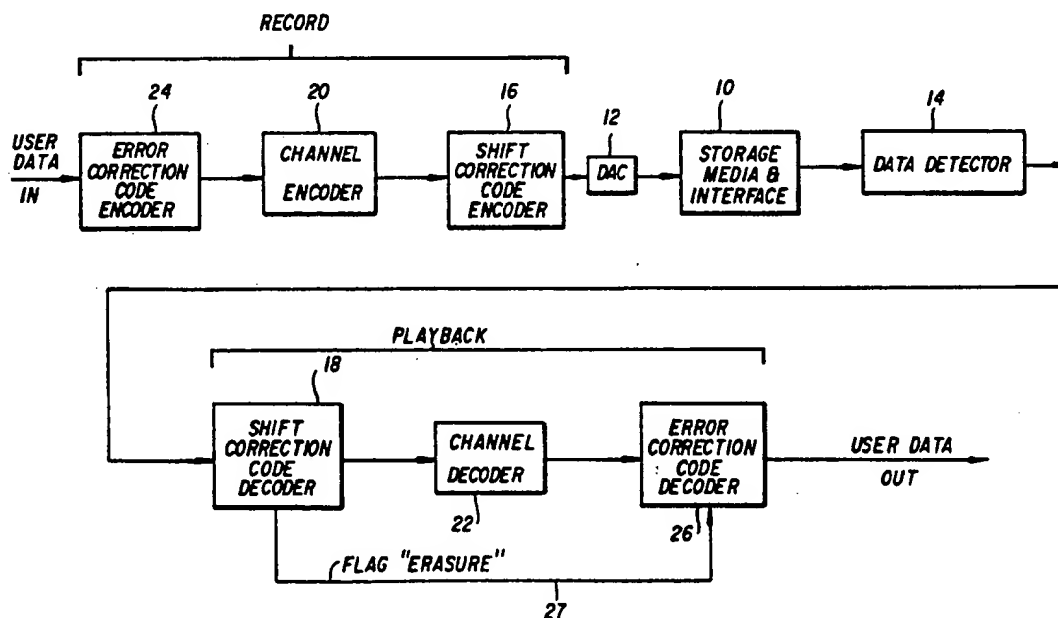 RECORD
24
20
16
12
10
14
USER
DATA
IN
ERROR
CORRECTION
CODE
ENCODER
CHANNEL
ENCODER
SHIFT
CORRECTION
CODE
ENCODER
DAC
STORAGE
MEDIA &
INTERFACE
DATA DETECTOR
PLAYBACK
18
SHIFT
CORRECTION
CODE
DECODER
CHANNEL
DECODER
22
ERROR
CORRECTION
CODE
DECODER
26
USER DATA
OUT
FLAG "ERASURE"
27